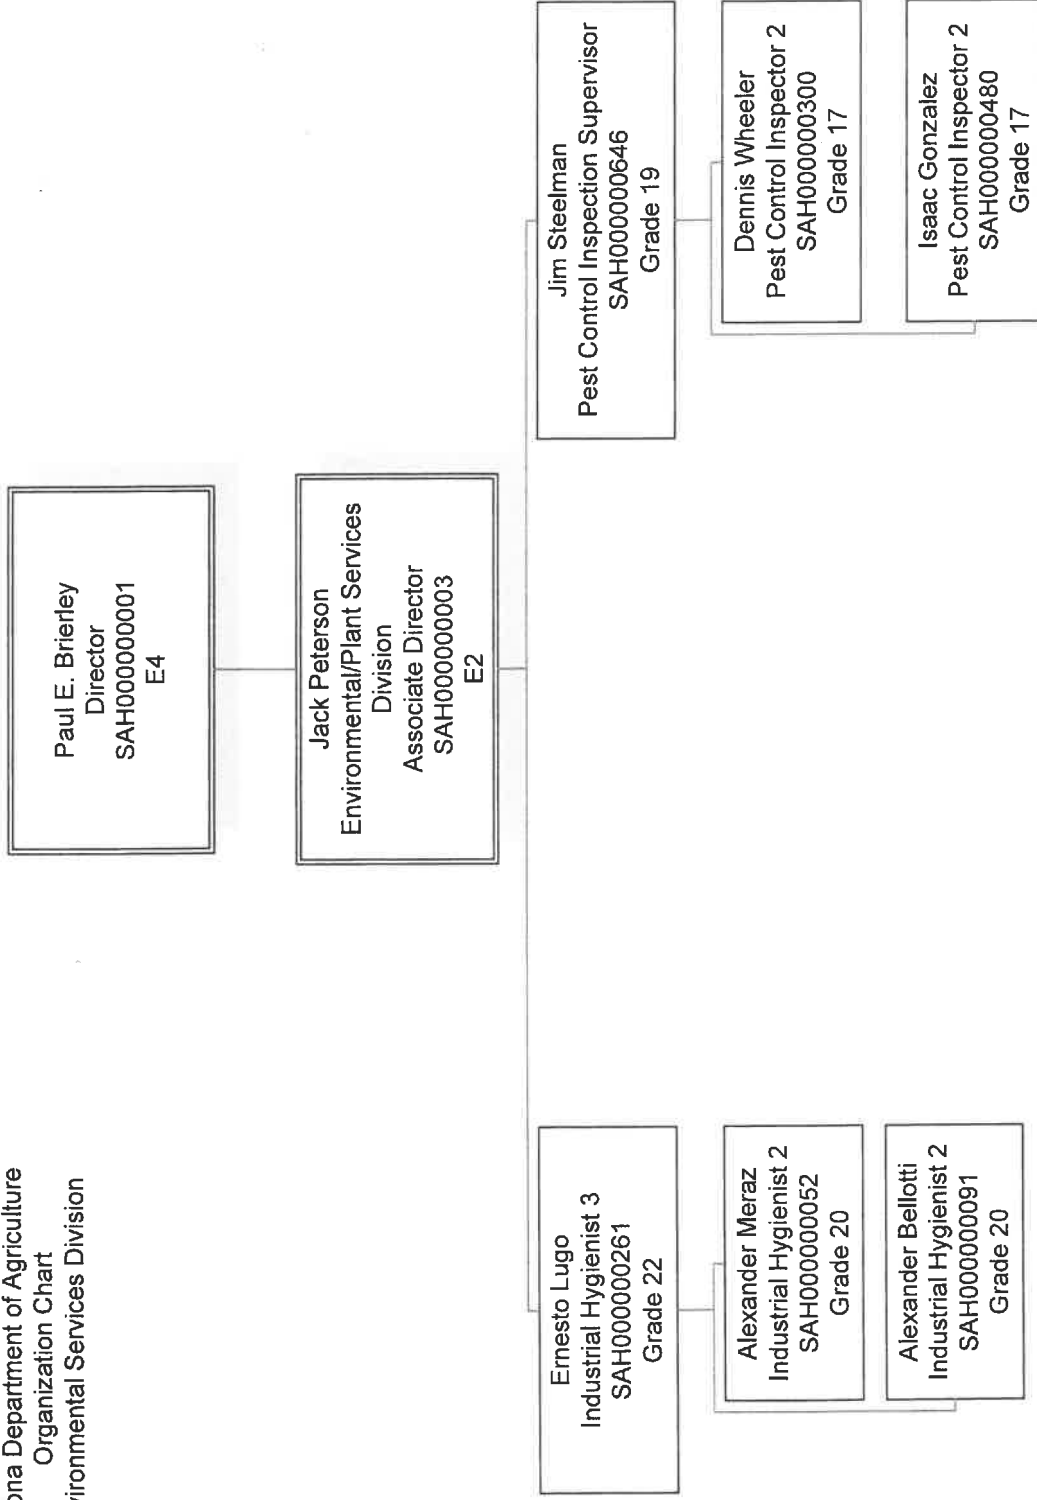 Department of Agriculture
Organization Chart
Services Division
Paul E. Brierley
Director
SAH000000001
E4
Jack Peterson
Environmental/Plant Services
Division
Associate Director
SAH000000003
E2
Ernesto Lugo
Industrial Hygienist 3
SAH000000261
Grade 22
Alexander Meraz
Industrial Hygienist 2
SAH000000052
Grade 20
Alexander Bellotti
Industrial Hygienist 2
SAH000000091
Grade 20
Jim Steelman
Pest Control Inspection Supervisor
SAH000000646
Grade 19
Dennis Wheeler
Pest Control Inspector 2
SAH000000300
Grade 17
Isaac Gonzalez
Pest Control Inspector 2
SAH000000480
Grade 17